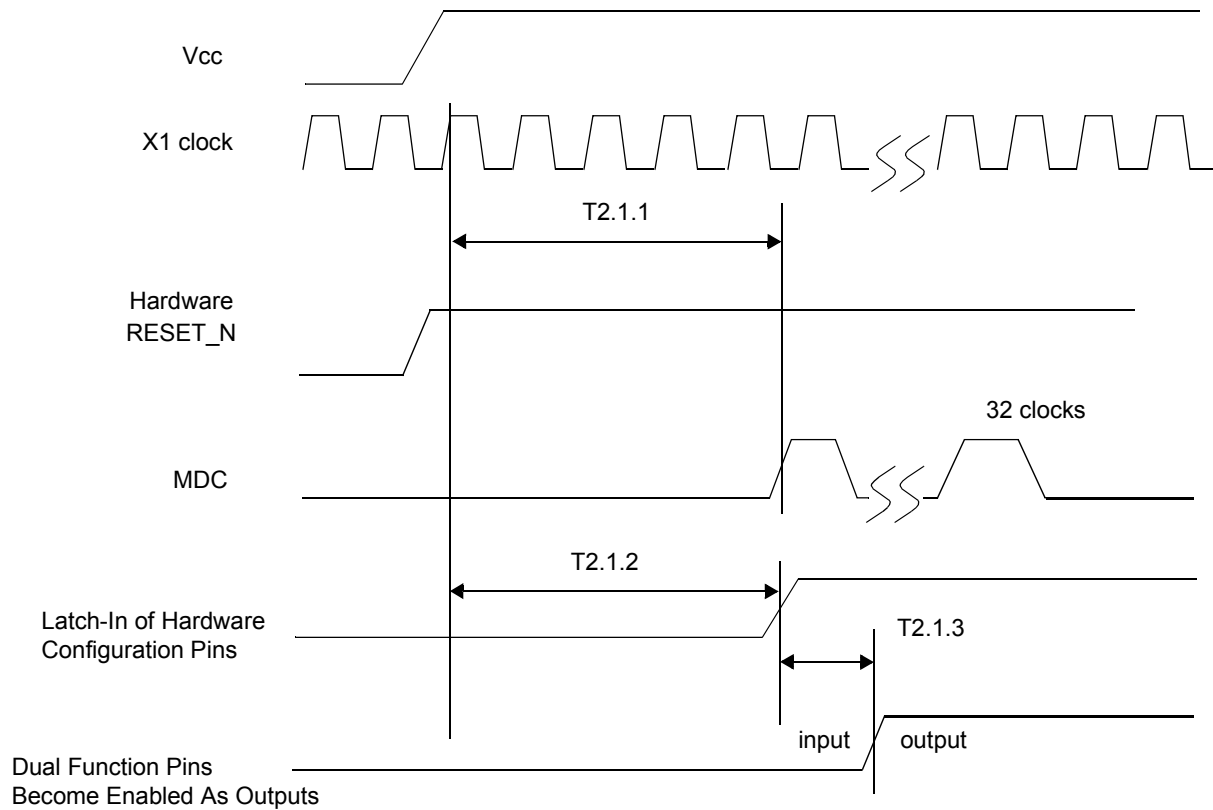 Vcc
X1 clock
T2.1.1
Hardware
RESET_N
32 clocks
MDC
T2.1.2
Latch-In of Hardware
Configuration Pins
T2.1.3
input
output
Dual Function Pins
Become Enabled As Outputs